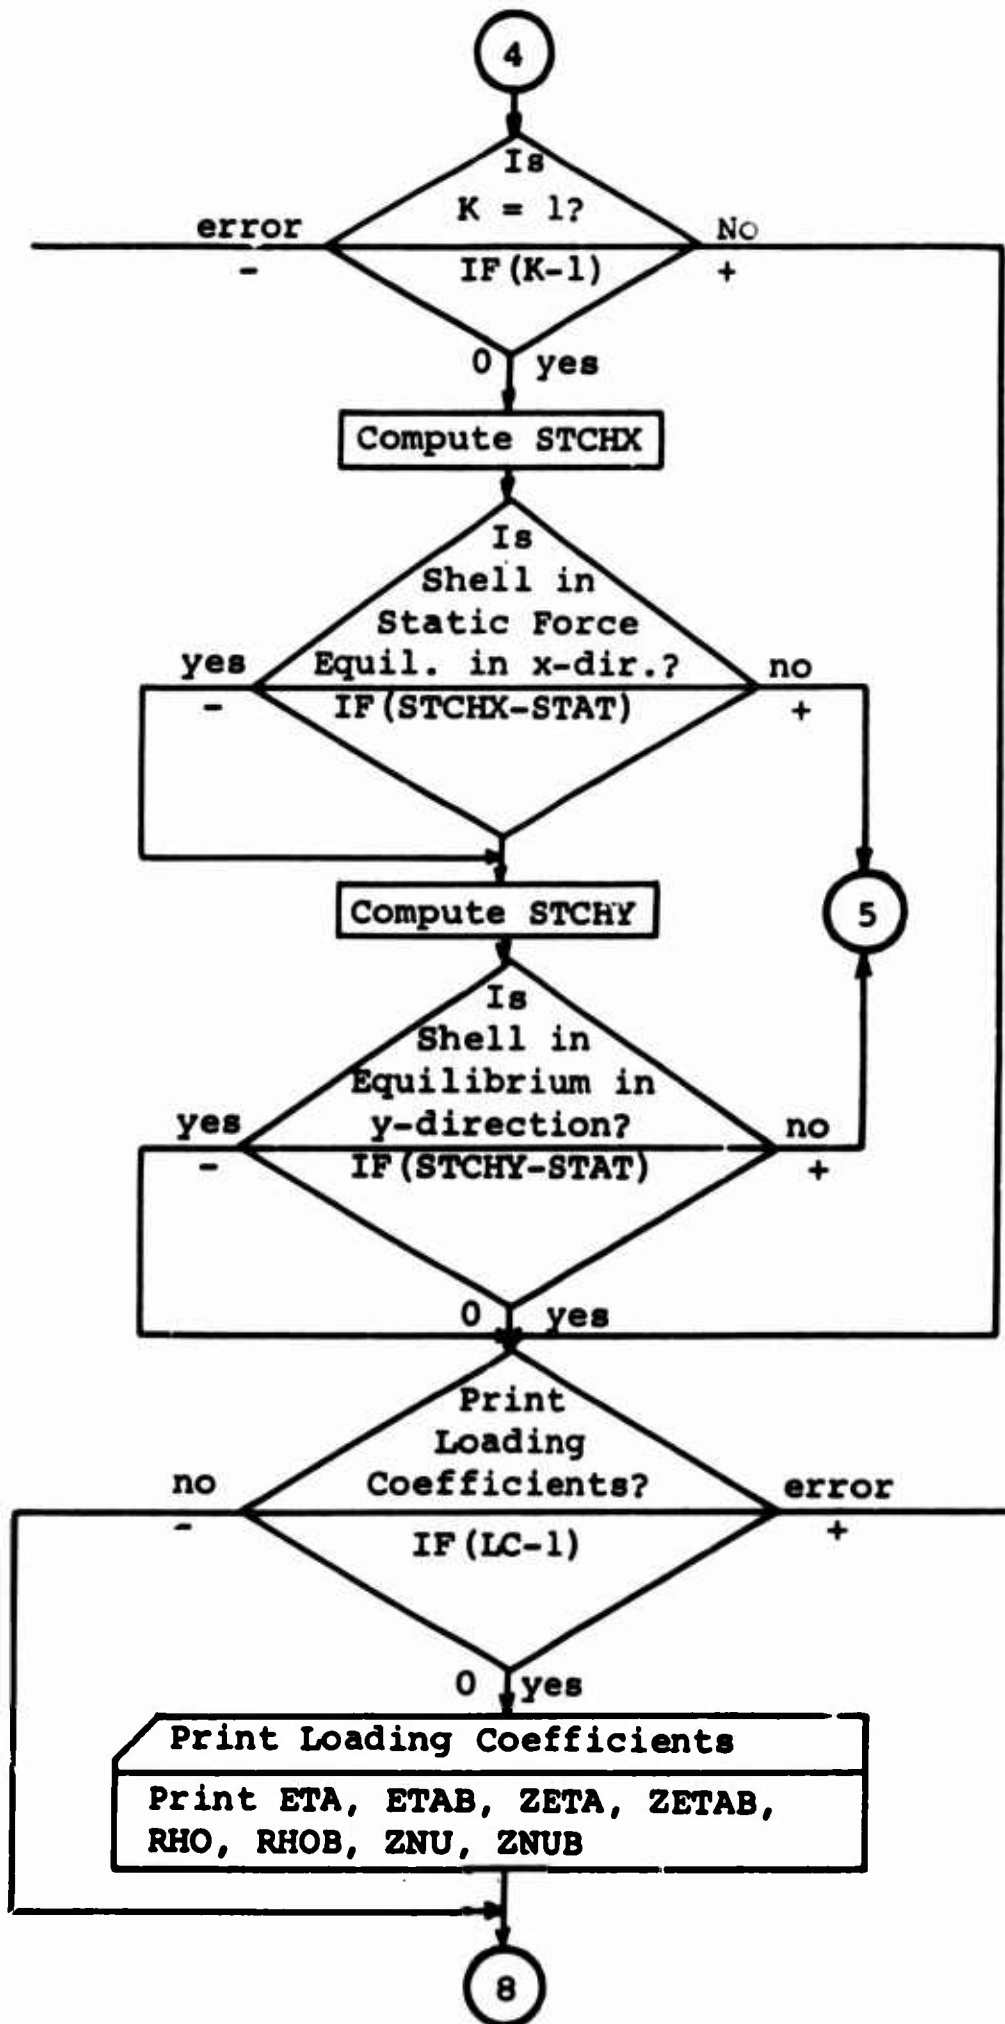 4
Is
K = 1?
error
No
-
IF(K-1)
+
0 yes
Compute STCHX
Is
Shell in
Static Force
Equil. in x-dir.?
yes
no
-
IF(STCHX-STAT)
+
Compute STCHY
5
Is
Shell in
Equilibrium in
y-direction?
yes
no
-
IF(STCHY-STAT)
+
0 yes
Print
Loading
Coefficients?
no
error
-
IF(LC-1)
+
0 yes
Print Loading Coefficients
Print ETA, ETAB, ZETA, ZETAB,
RHO, RHOB, ZNU, ZNUB
8